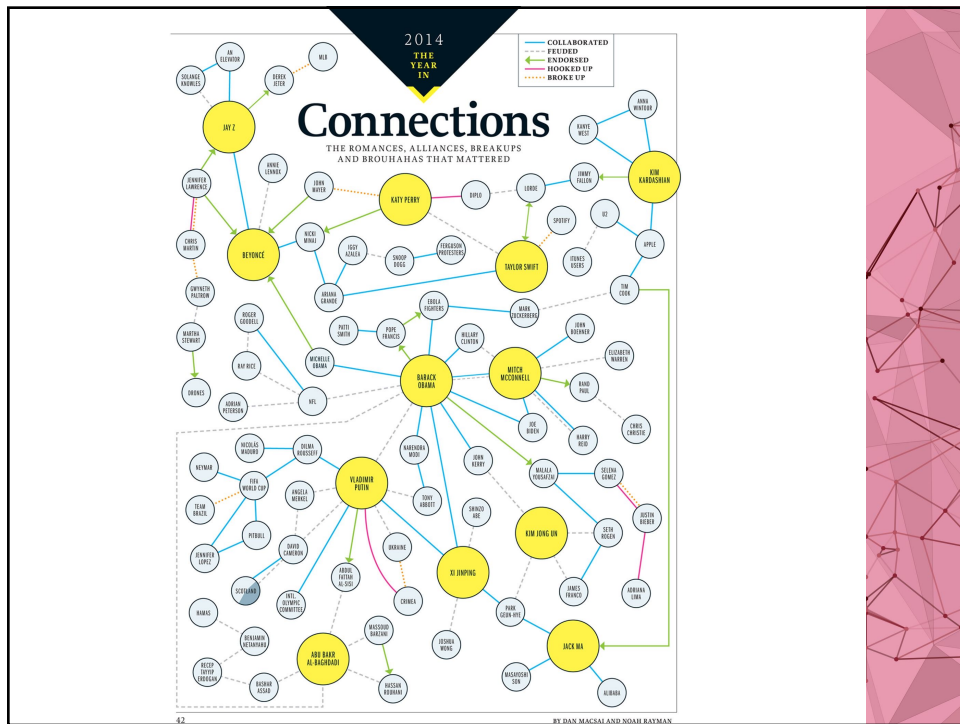 2014
THE
YEAR
IN
Connections
THE ROMANCES, ALLIANCES, BREAKUPS
AND BROUHAHAS THAT MATTERED
COLLABORATED
FEUDED
ENDORSED
HOOKED UP
BROKE UP
AN
ELEVATOR
MLB
SOLANGE
KNOWLES
DEREK
JETER
JAY Z
ANNA
WINTOUR
KANYE
WEST
JIMMY
FALLON
KIM
KARDASHIAN
ANNIE
LENNOX
JENNIFER
LAWRENCE
JOHN
MAYER
KATY PERRY
DIPLO
LORDE
SPOTIFY
U2
APPLE
CHRIS
MARTIN
NICKI
MINAJ
BEYONCÉ
IGGY
AZALEA
SNOOP
DOGG
FERGUSON
PROTESTERS
TAYLOR SWIFT
ITUNES
USERS
GWYNETH
PALTROW
ARIANA
GRANDE
EBOLA
FIGHTERS
MARK
ZUCKERBERG
TIM
COOK
ROGER
GOODELL
PATTI
SMITH
POPE
FRANCIS
HILLARY
CLINTON
JOHN
BOEHNER
MARTHA
STEWART
MICHELLE
OBAMA
ELIZABETH
WARREN
RAY RICE
BARACK
OBAMA
MITCH
MCCONNELL
RAND
PAUL
DRONES
ADRIAN
PETERSON
NFL
JOE
BIDEN
HARRY
REID
CHRIS
CHRISTIE
NICOLÁS
MADURO
DILMA
ROUSSEFF
NARENDRA
MODI
JOHN
KERRY
NEYMAR
FIFA
WORLD CUP
ANGELA
MERKEL
VLADIMIR
PUTIN
MALALA
YOUSAFZAI
SELENA
GOMEZ
TEAM
BRAZIL
TONY
ABBOTT
SHINZO
ABE
JUSTIN
BIEBER
PITBULL
KIM JONG UN
SETH
ROGEN
JENNIFER
LOPEZ
DAVID
CAMERON
UKRAINE
XI JINPING
SCOTLAND
ABDUL
FATTAH
AL-SISI
INTL.
OLYMPIC
COMMITTEE
CRIMEA
JAMES
FRANCO
ADRIANA
LIMA
HAMAS
PARK
GEUN-HYE
MASSOUD
BARZANI
BENJAMIN
NETANYAHU
JOSHUA
WONG
JACK MA
ABU BAKR
AL-BAGHDADI
RECEP
TAYYIP
ERDOGAN
BASHAR
ASSAD
HASSAN
ROUHANI
MASAYOSHI
SON
ALIBABA
42
BY DAN MACSAI AND NOAH RAYMAN